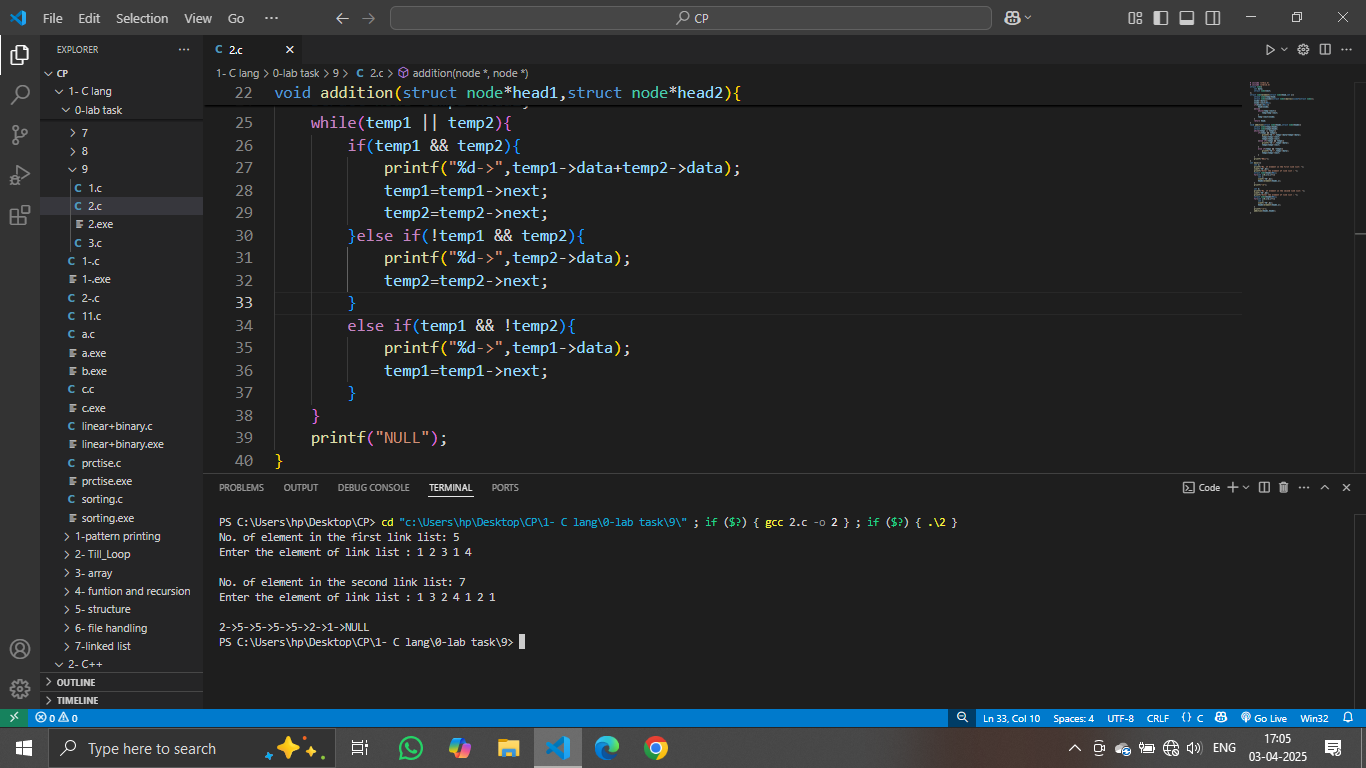 File Edit Selection View Go ··· CP
EXPLORER ···
CP
1- C lang
0-lab task
7
8
9
C 1.c
C 2.c
2.exe
C 3.c
C 1-.c
1-.exe
C 2-.c
C 11.c
C a.c
a.exe
b.exe
C c.c
c.exe
C linear+binary.c
linear+binary.exe
C prctise.c
prctise.exe
C sorting.c
sorting.exe
1-pattern printing
2- Till_Loop
3- array
4- funtion and recursion
5- structure
6- file handling
7-linked list
2- C++
OUTLINE
TIMELINE
C 2.c
1- C lang > 0-lab task > 9 > C 2.c > addition(node *, node *)
22 void addition(struct node*head1,struct node*head2){
25 while(temp1 || temp2){
26 if(temp1 && temp2){
27 printf("%d->",temp1->data+temp2->data);
28 temp1=temp1->next;
29 temp2=temp2->next;
30 }else if(!temp1 && temp2){
31 printf("%d->",temp2->data);
32 temp2=temp2->next;
33 }
34 else if(temp1 && !temp2){
35 printf("%d->",temp1->data);
36 temp1=temp1->next;
37 }
38 }
39 printf("NULL");
40 }
PROBLEMS OUTPUT DEBUG CONSOLE TERMINAL PORTS Code
PS C:\Users\hp\Desktop\CP> cd "c:\Users\hp\Desktop\CP\1- C lang\0-lab task\9\" ; if ($?) { gcc 2.c -o 2 } ; if ($?) { .\2 }
No. of element in the first link list: 5
Enter the element of link list : 1 2 3 1 4
No. of element in the second link list: 7
Enter the element of link list : 1 3 2 4 1 2 1
2->5->5->5->5->2->1->NULL
PS C:\Users\hp\Desktop\CP\1- C lang\0-lab task\9>
0 0 Ln 33, Col 10 Spaces: 4 UTF-8 CRLF {} C Go Live Win32
Type here to search ENG 17:05
03-04-2025